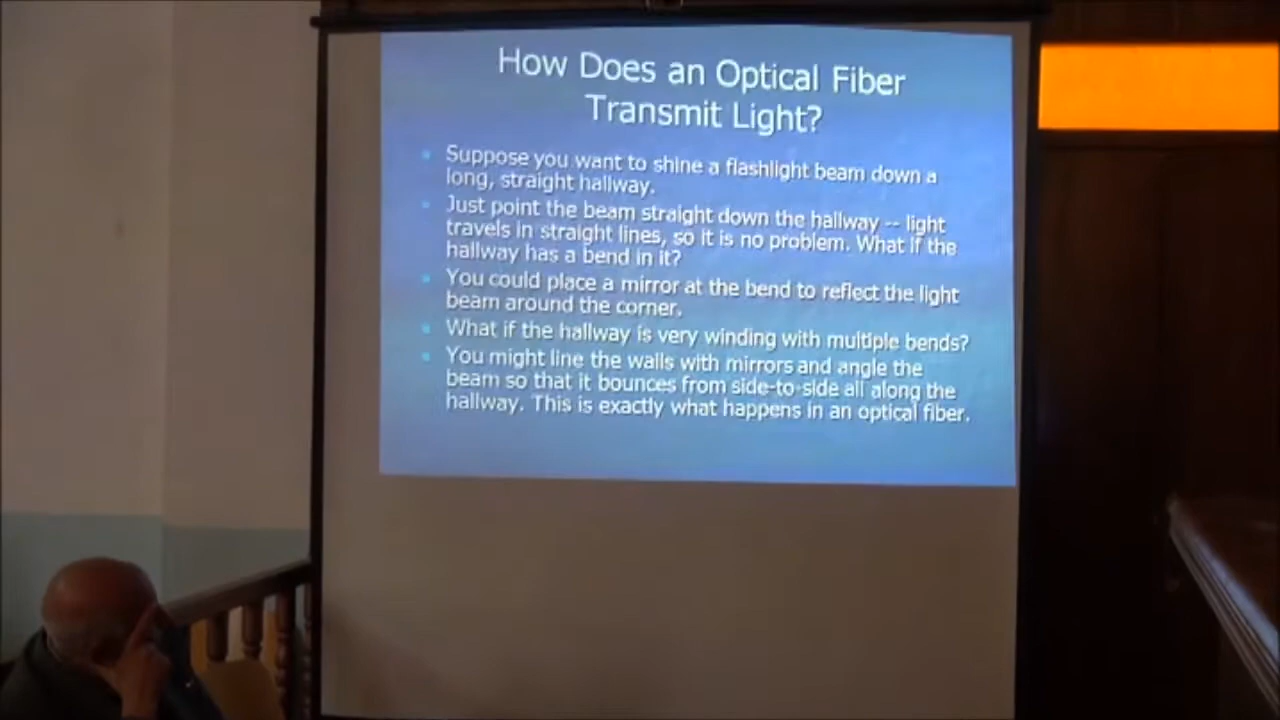 How Does an Optical Fiber
Transmit Light?
Suppose you want to shine a flashlight beam down a
long, straight hallway.
Just point the beam straight down the hallway -- light
travels in straight lines, so it is no problem. What if the
hallway has a bend in it?
You could place a mirror at the bend to reflect the light
beam around the corner.
What if the hallway is very winding with multiple bends?
You might line the walls with mirrors and angle the
beam so that it bounces from side-to-side all along the
hallway. This is exactly what happens in an optical fiber.